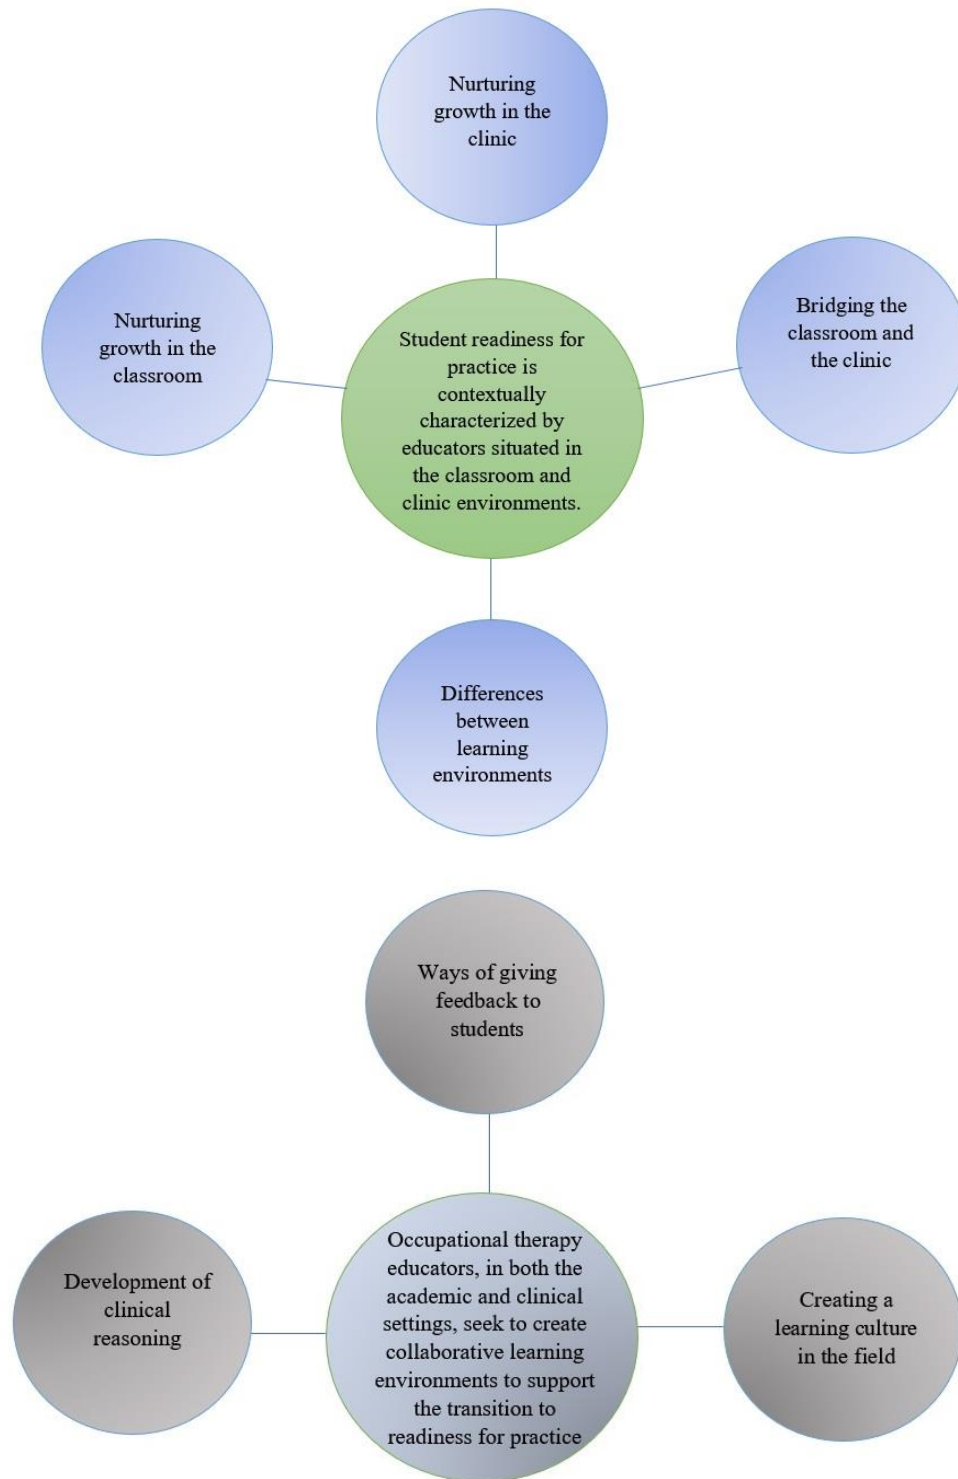 Nurturing
growth in the
clinic
Nurturing
growth in the
classroom
Bridging the
classroom and
the clinic
Student readiness for
practice is
contextually
characterized by
educators situated in
the classroom and
clinic environments.
Differences
between
learning
environments
Ways of giving
feedback to
students
Development of
clinical
reasoning
Occupational therapy
educators, in both the
academic and clinical
settings, seek to create
collaborative learning
environments to support
the transition to
readiness for practice
Creating a
learning culture
in the field